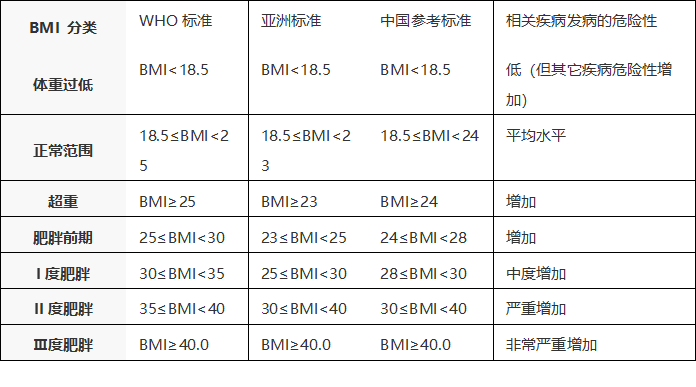 BMI 分类 WHO 标准 亚洲标准 中国参考标准 相关疾病发病的危险性
体重过低 BMI<18.5 BMI<18.5 BMI<18.5 低（但其它疾病危险性增
加）
正常范围 18.5≤BMI<2 18.5≤BMI<2 18.5≤BMI<24 平均水平
5 3
超重 BMI≥25 BMI≥23 BMI≥24 增加
肥胖前期 25≤BMI<30 23≤BMI<25 24≤BMI<28 增加
I 度肥胖 30≤BMI<35 25≤BMI<30 28≤BMI<30 中度增加
II 度肥胖 35≤BMI<40 30≤BMI<40 30≤BMI<40 严重增加
Ⅲ度肥胖 BMI≥40.0 BMI≥40.0 BMI≥40.0 非常严重增加